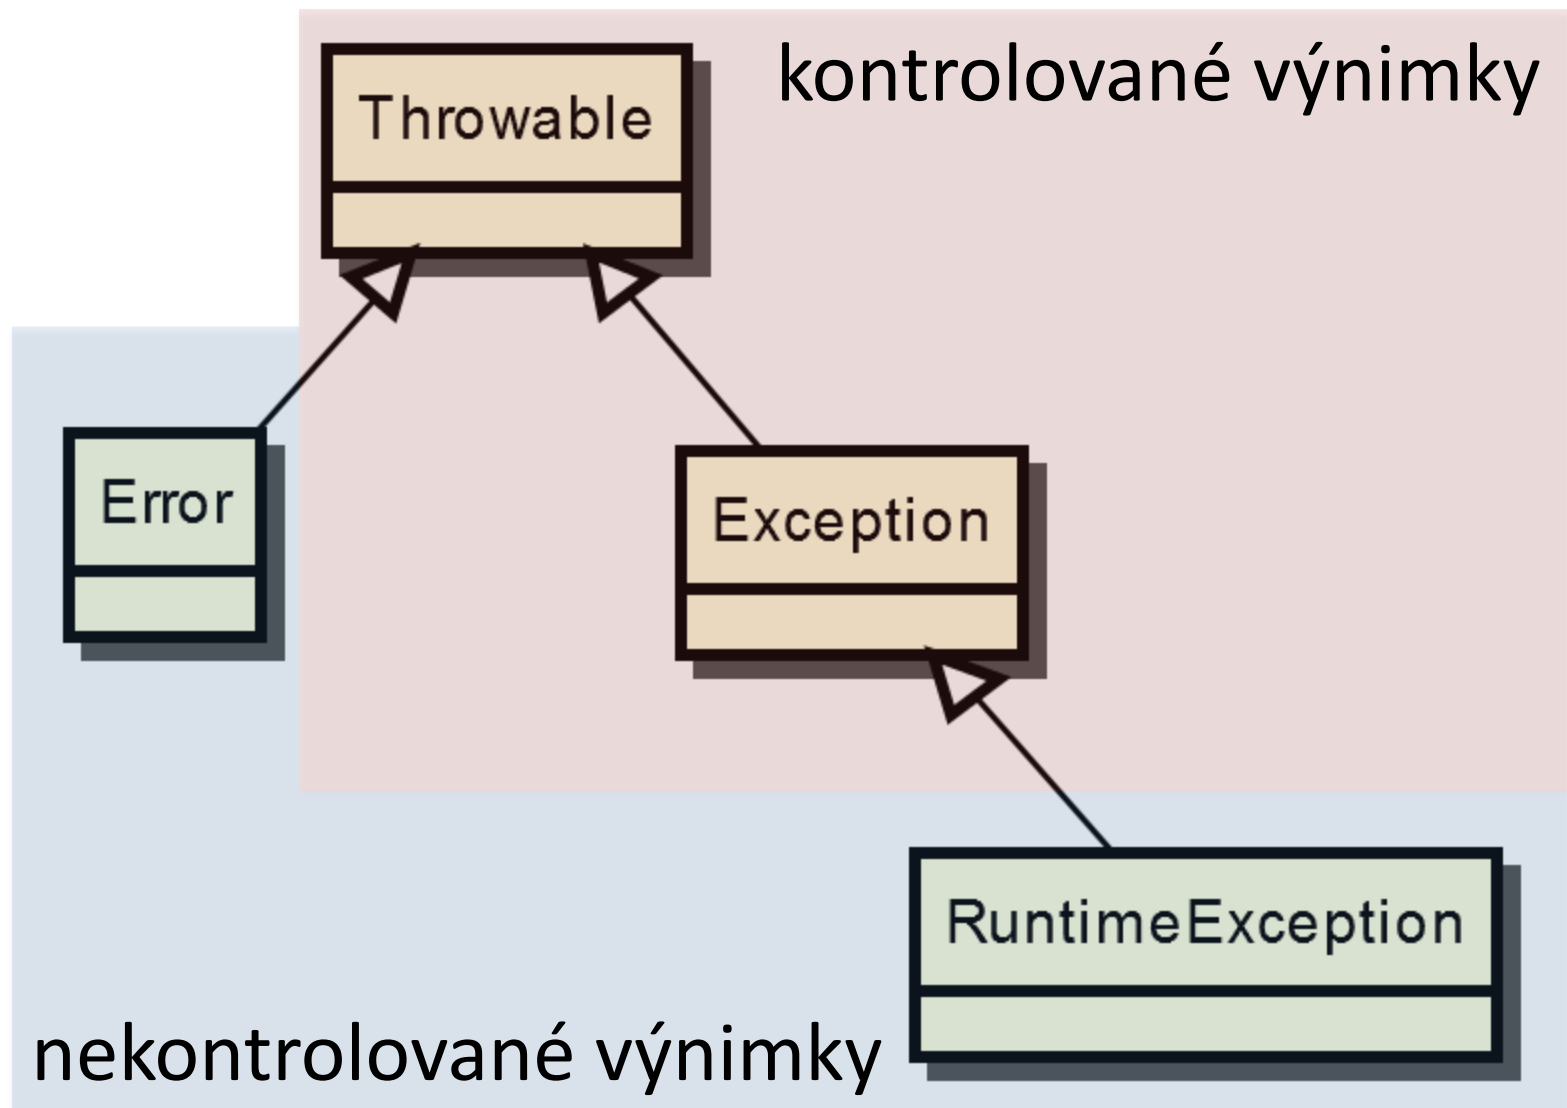 kontrolované výnimky
Throwable
Error
Exception
RuntimeException
nekontrolované výnimky